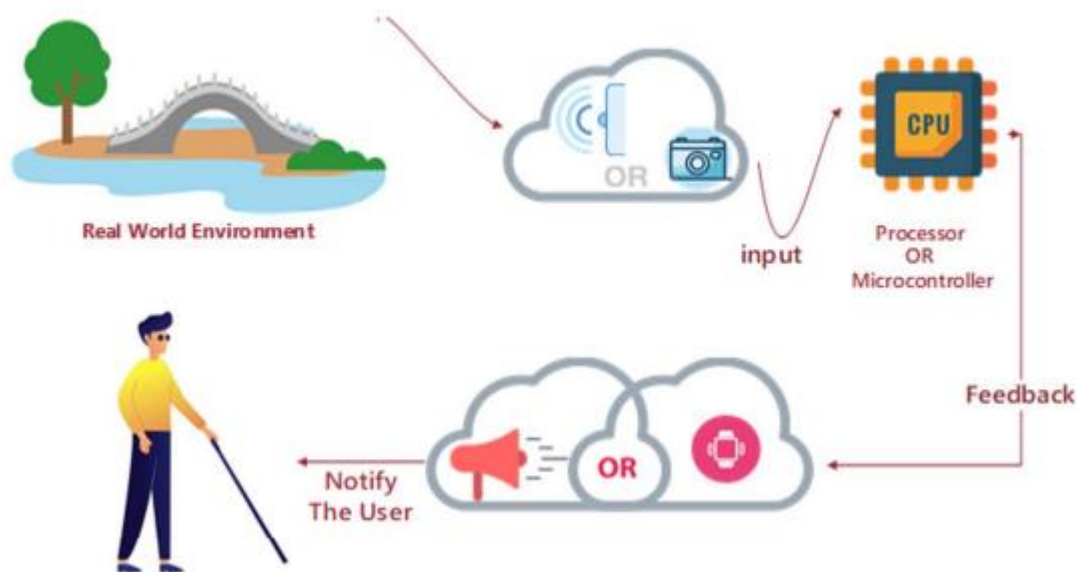 OR
CPU
Real World Environment
input
Processor
OR
Microcontroller
Feedback
OR
Notify
The User